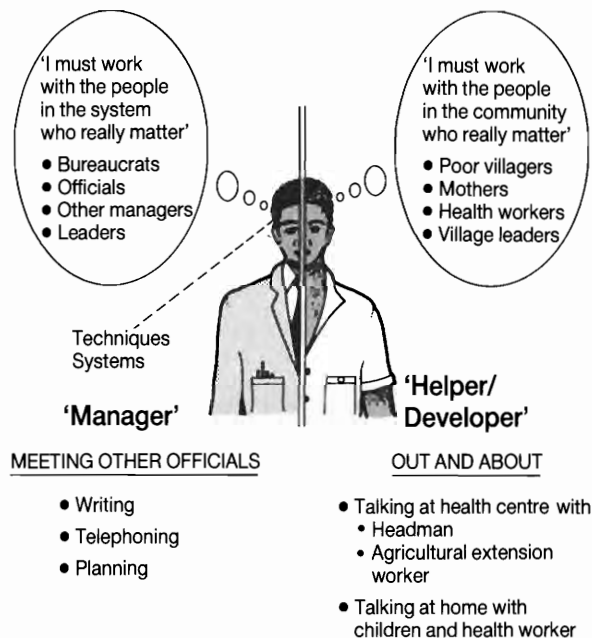 'I must work
with the people
in the system
who really matter'
● Bureaucrats
● Officials
● Other managers
● Leaders
'I must work
with the people
in the community
who really matter'
● Poor villagers
● Mothers
● Health workers
● Village leaders
Techniques
Systems
'Manager'
'Helper/
Developer'
MEETING OTHER OFFICIALS
● Writing
● Telephoning
● Planning
OUT AND ABOUT
● Talking at health centre with
• Headman
• Agricultural extension
worker
● Talking at home with
children and health worker